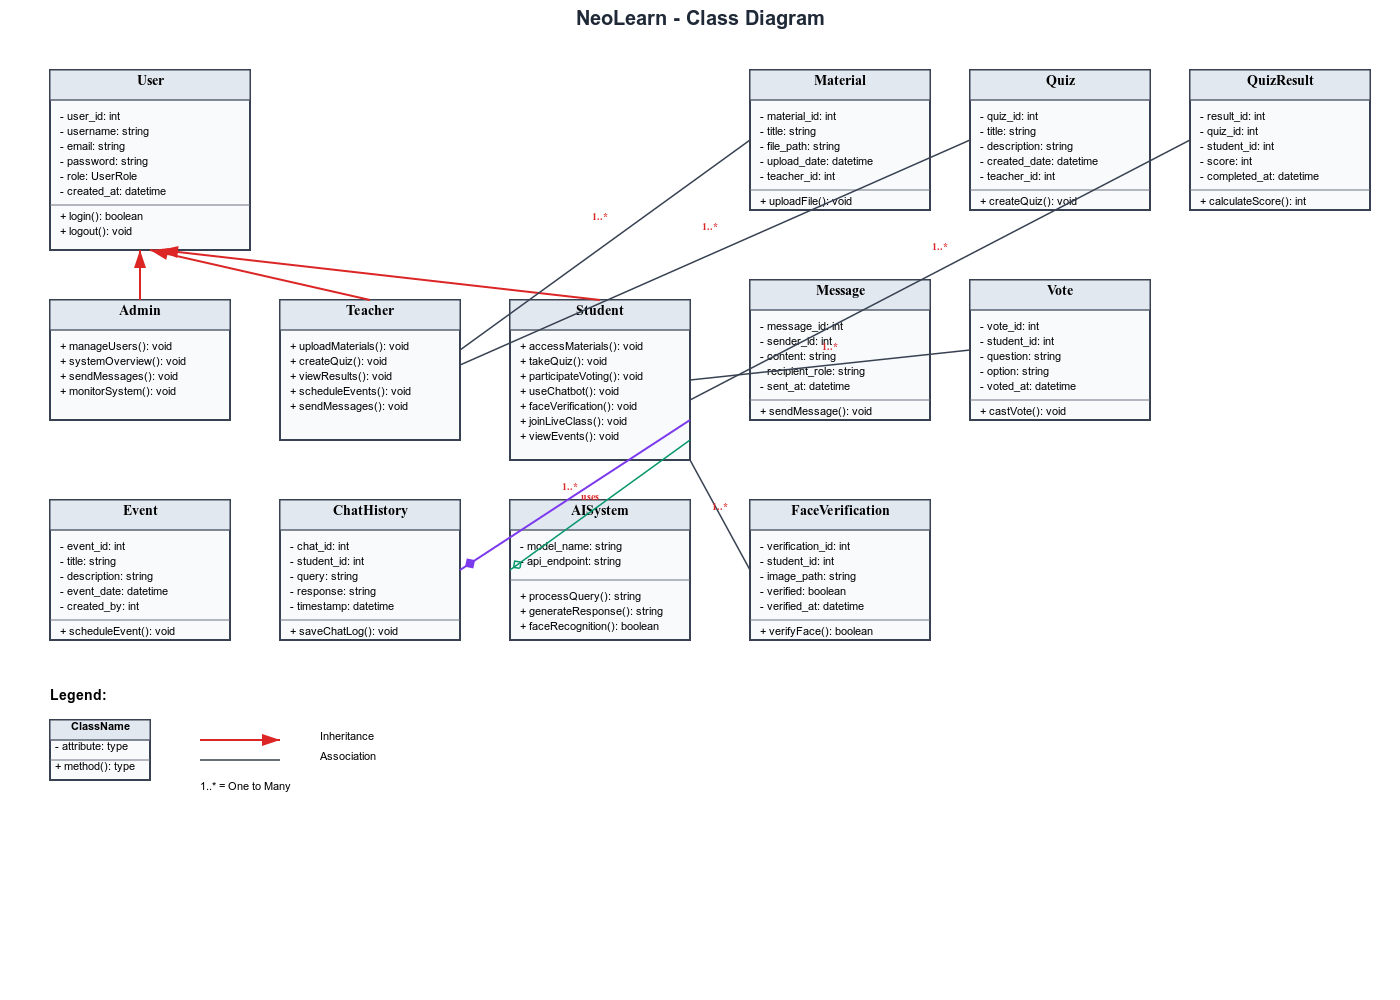 NeoLearn - Class Diagram
User
- user_id: int
- username: string
- email: string
- password: string
- role: UserRole
- created_at: datetime
+ login(): boolean
+ logout(): void
Material
- material_id: int
- title: string
- file_path: string
- upload_date: datetime
- teacher_id: int
+ uploadFile(): void
Quiz
- quiz_id: int
- title: string
- description: string
- created_date: datetime
- teacher_id: int
+ createQuiz(): void
QuizResult
- result_id: int
- quiz_id: int
- student_id: int
- score: int
- completed_at: datetime
+ calculateScore(): int
1..*
1..*
1..*
Admin
+ manageUsers(): void
+ systemOverview(): void
+ sendMessages(): void
+ monitorSystem(): void
Teacher
+ uploadMaterials(): void
+ createQuiz(): void
+ viewResults(): void
+ scheduleEvents(): void
+ sendMessages(): void
Student
+ accessMaterials(): void
+ takeQuiz(): void
+ participateVoting(): void
+ useChatbot(): void
+ faceVerification(): void
+ joinLiveClass(): void
+ viewEvents(): void
Message
- message_id: int
- sender_id: int
- content: string
- recipient_role: string
- sent_at: datetime
+ sendMessage(): void
1..*
Vote
- vote_id: int
- student_id: int
- question: string
- option: string
- voted_at: datetime
+ castVote(): void
1..*
uses
1..*
Event
- event_id: int
- title: string
- description: string
- event_date: datetime
- created_by: int
+ scheduleEvent(): void
ChatHistory
- chat_id: int
- student_id: int
- query: string
- response: string
- timestamp: datetime
+ saveChatLog(): void
AISystem
- model_name: string
- api_endpoint: string
+ processQuery(): string
+ generateResponse(): string
+ faceRecognition(): boolean
FaceVerification
- verification_id: int
- student_id: int
- image_path: string
- verified: boolean
- verified_at: datetime
+ verifyFace(): boolean
Legend:
ClassName
- attribute: type
+ method(): type
Inheritance
Association
1..* = One to Many